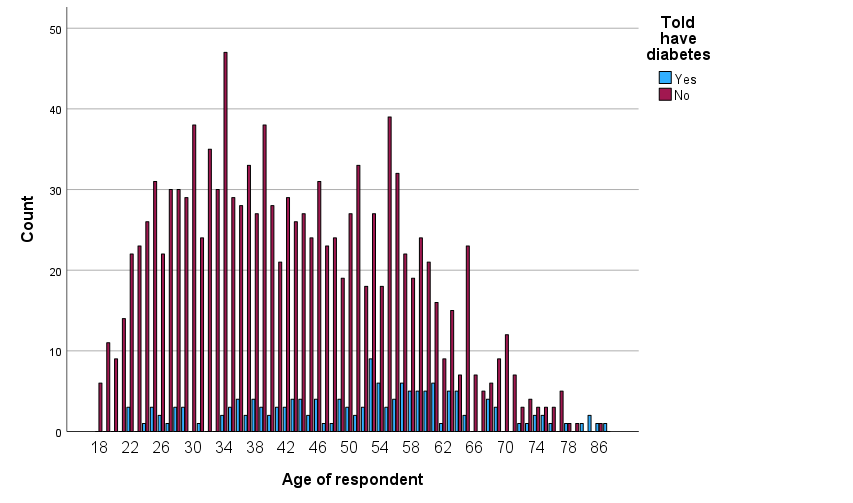 Told
have
diabetes
Yes
No
50
40
30
20
10
0
Count
18 22 26 30 34 38 42 46 50 54 58 62 66 70 74 78 86
Age of respondent